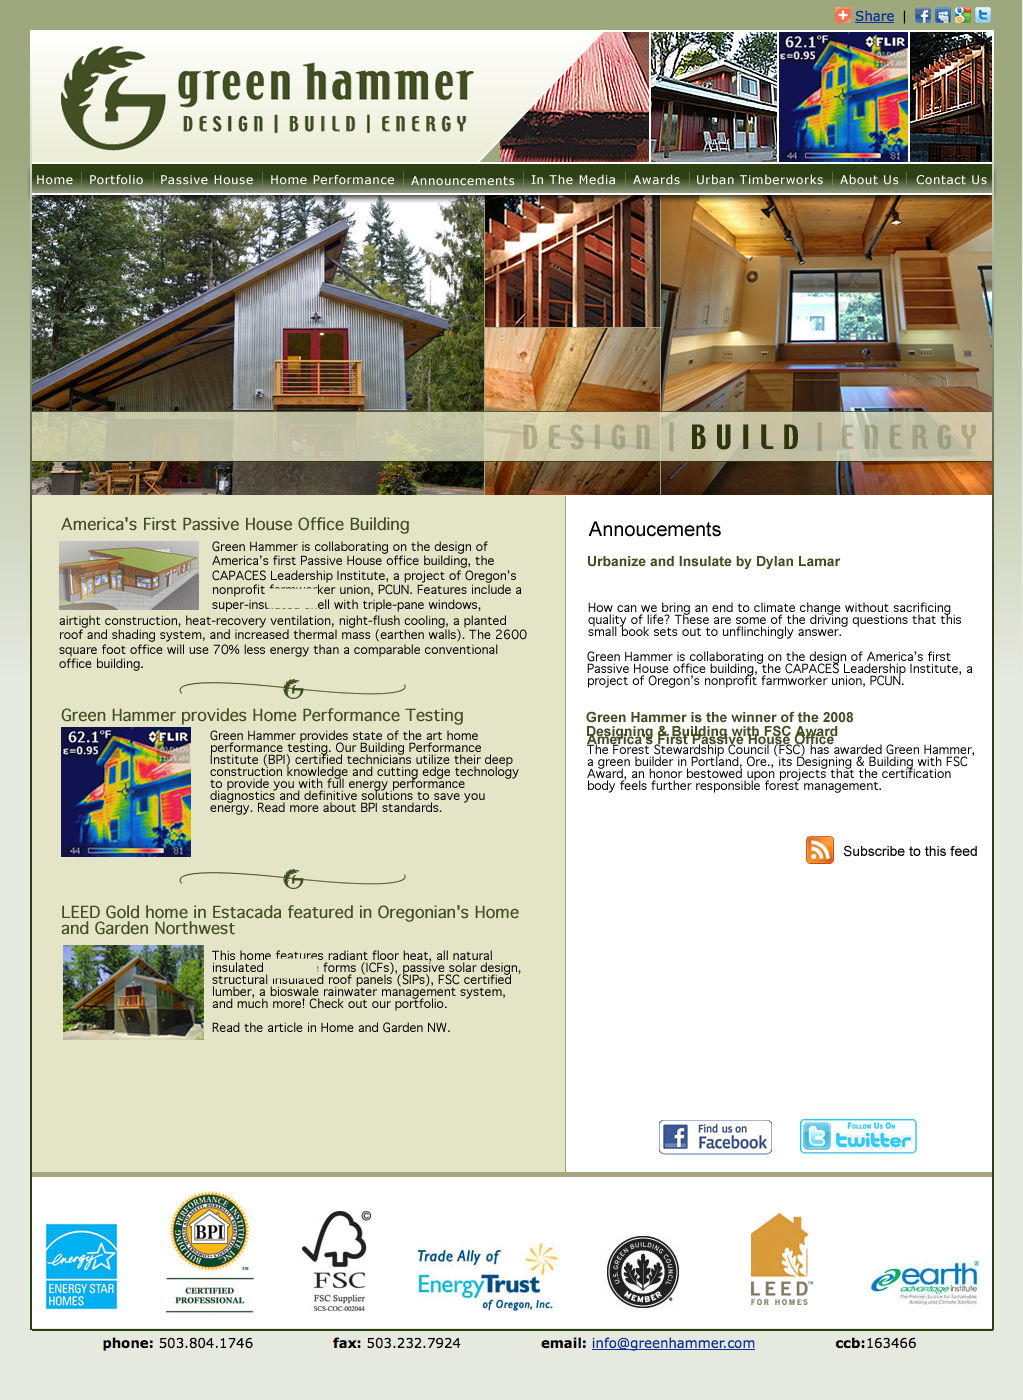 Share |
62.1°F FLIR
ε=0.95
44 81
green hammer
DESIGN | BUILD | ENERGY
Home Portfolio Passive House Home Performance Announcements In The Media Awards Urban Timberworks About Us Contact Us
DESIGN | BUILD | ENERGY
America's First Passive House Office Building
Green Hammer is collaborating on the design of
America's first Passive House office building, the
CAPACES Leadership Institute, a project of Oregon's
nonprofit farmworker union, PCUN. Features include a
super-insulated shell with triple-pane windows,
airtight construction, heat-recovery ventilation, night-flush cooling, a planted
roof and shading system, and increased thermal mass (earthen walls). The 2600
square foot office will use 70% less energy than a comparable conventional
office building.
Green Hammer provides Home Performance Testing
62.1°F FLIR
ε=0.95
44 81
Green Hammer provides state of the art home
performance testing. Our Building Performance
Institute (BPI) certified technicians utilize their deep
construction knowledge and cutting edge technology
to provide you with full energy performance
diagnostics and definitive solutions to save you
energy. Read more about BPI standards.
LEED Gold home in Estacada featured in Oregonian's Home
and Garden Northwest
This home features radiant floor heat, all natural
insulated forms (ICFs), passive solar design,
structural insulated roof panels (SIPs), FSC certified
lumber, a bioswale rainwater management system,
and much more! Check out our portfolio.
Read the article in Home and Garden NW.
Annoucements
Urbanize and Insulate by Dylan Lamar
How can we bring an end to climate change without sacrificing
quality of life? These are some of the driving questions that this
small book sets out to unflinchingly answer.
Green Hammer is collaborating on the design of America's first
Passive House office building, the CAPACES Leadership Institute, a
project of Oregon's nonprofit farmworker union, PCUN.
Green Hammer is the winner of the 2008
Designing & Building with FSC Award
America's First Passive House Office
The Forest Stewardship Council (FSC) has awarded Green Hammer,
a green builder in Portland, Ore., its Designing & Building with FSC
Award, an honor bestowed upon projects that the certification
body feels further responsible forest management.
Subscribe to this feed
Find us on
Facebook
Follow Us On
twitter
energy
ENERGY STAR
HOMES
BUILDING PERFORMANCE INSTITUTE
BPI
CERTIFIED
PROFESSIONAL
FSC
FSC Supplier
SCS-COC-002044
Trade Ally of
EnergyTrust
of Oregon, Inc.
U.S. GREEN BUILDING COUNCIL
MEMBER
LEED™
FOR HOMES
earth®
advantage institute
The Premier Source for Sustainable
Building and Climate Solutions
phone: 503.804.1746 fax: 503.232.7924 email: info@greenhammer.com ccb:163466